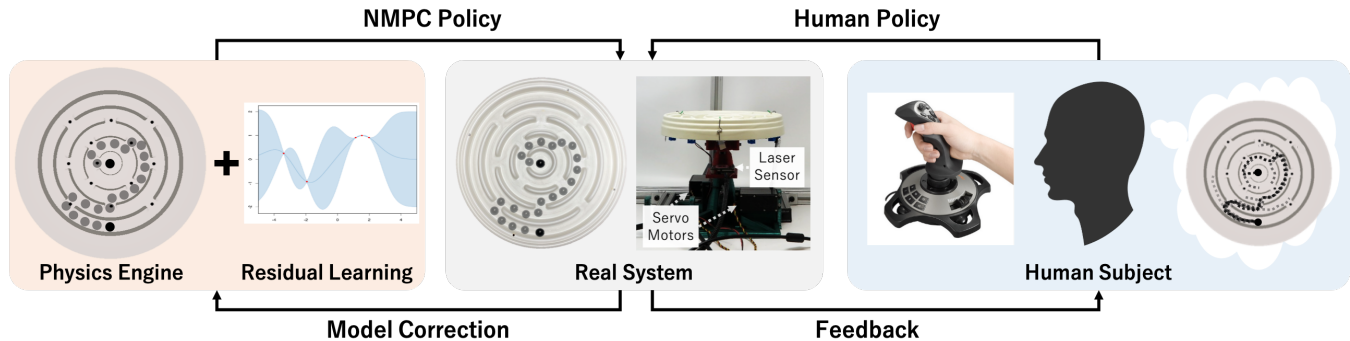 NMPC Policy
Human Policy
Laser
Sensor
Servo
Motors
Physics Engine
Residual Learning
Real System
Human Subject
Model Correction
Feedback